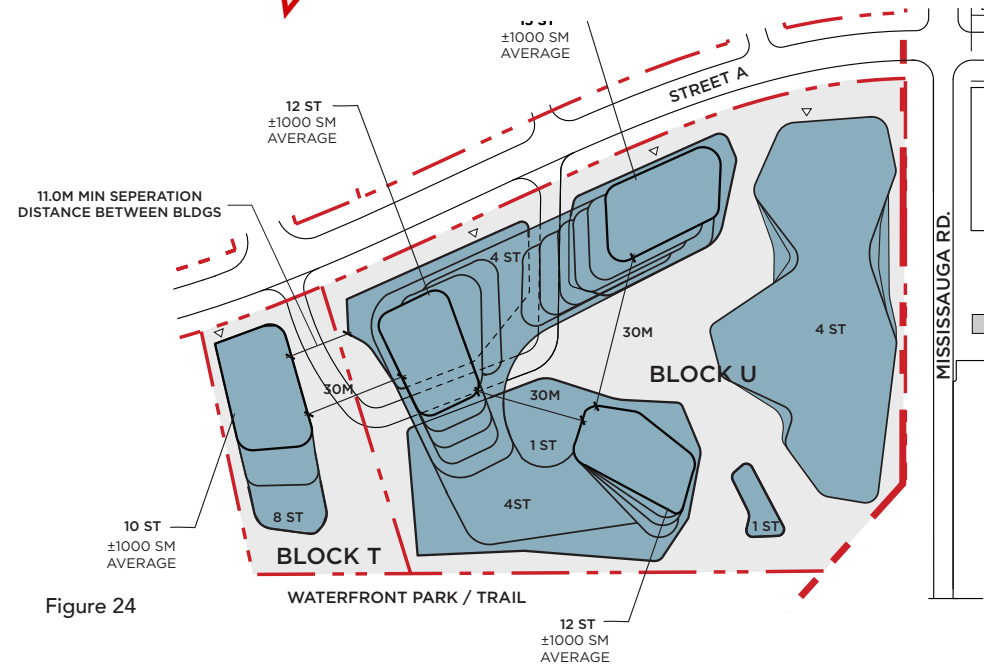 ±1000 SM
AVERAGE
STREET A
12 ST
±1000 SM
AVERAGE
11.0M MIN SEPERATION
DISTANCE BETWEEN BLDGS
4 ST
MISSISSAUGA RD.
30M
4 ST
BLOCK U
30M
30M
1 ST
4ST
8 ST
1 ST
10 ST
±1000 SM
AVERAGE
BLOCK T
WATERFRONT PARK / TRAIL
Figure 24
12 ST
±1000 SM
AVERAGE